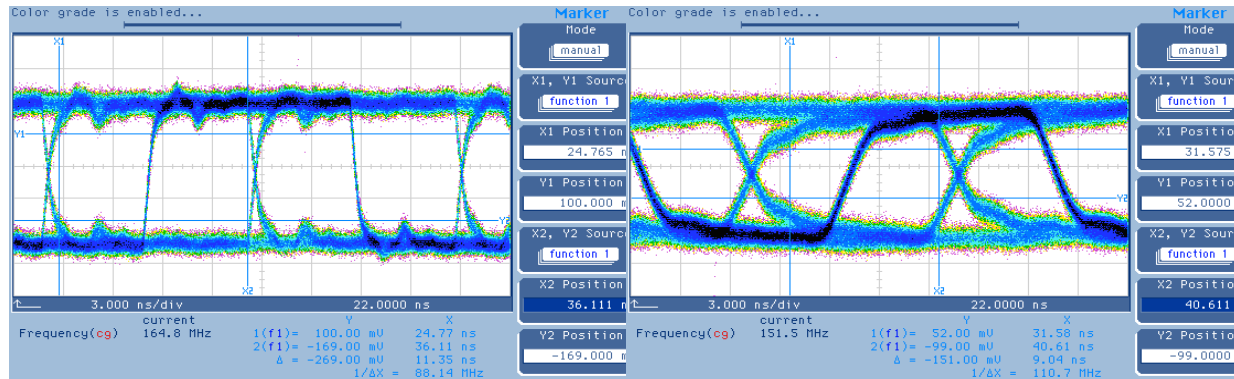 Color grade is enabled...
Marker
Mode
manual
X1
X1, Y1 Sourc
function 1
Y1
X1 Position
24.765 n
Y1 Position
100.000 m
Y2
X2, Y2 Sourc
function 1
X2 Position
X2
36.111 n
3.000 ns/div
22.0000 ns
current
Y
X
Frequency(cg)
164.8 MHz
1(f1)= 100.00 mV 24.77 ns
2(f1)= -169.00 mV 36.11 ns
Δ = -269.00 mV 11.35 ns
1/ΔX = 88.14 MHz
Y2 Position
-169.000 m
Color grade is enabled...
Marker
Mode
manual
X1
X1, Y1 Sourc
function 1
X1 Position
31.575
Y1 Position
52.0000
Y2
X2, Y2 Sourc
function 1
X2 Position
X2
40.611
3.000 ns/div
22.0000 ns
current
Y
X
Frequency(cg)
151.5 MHz
1(f1)= 52.00 mV 31.58 ns
2(f1)= -99.00 mV 40.61 ns
Δ = -151.00 mV 9.04 ns
1/ΔX = 110.7 MHz
Y2 Position
-99.0000